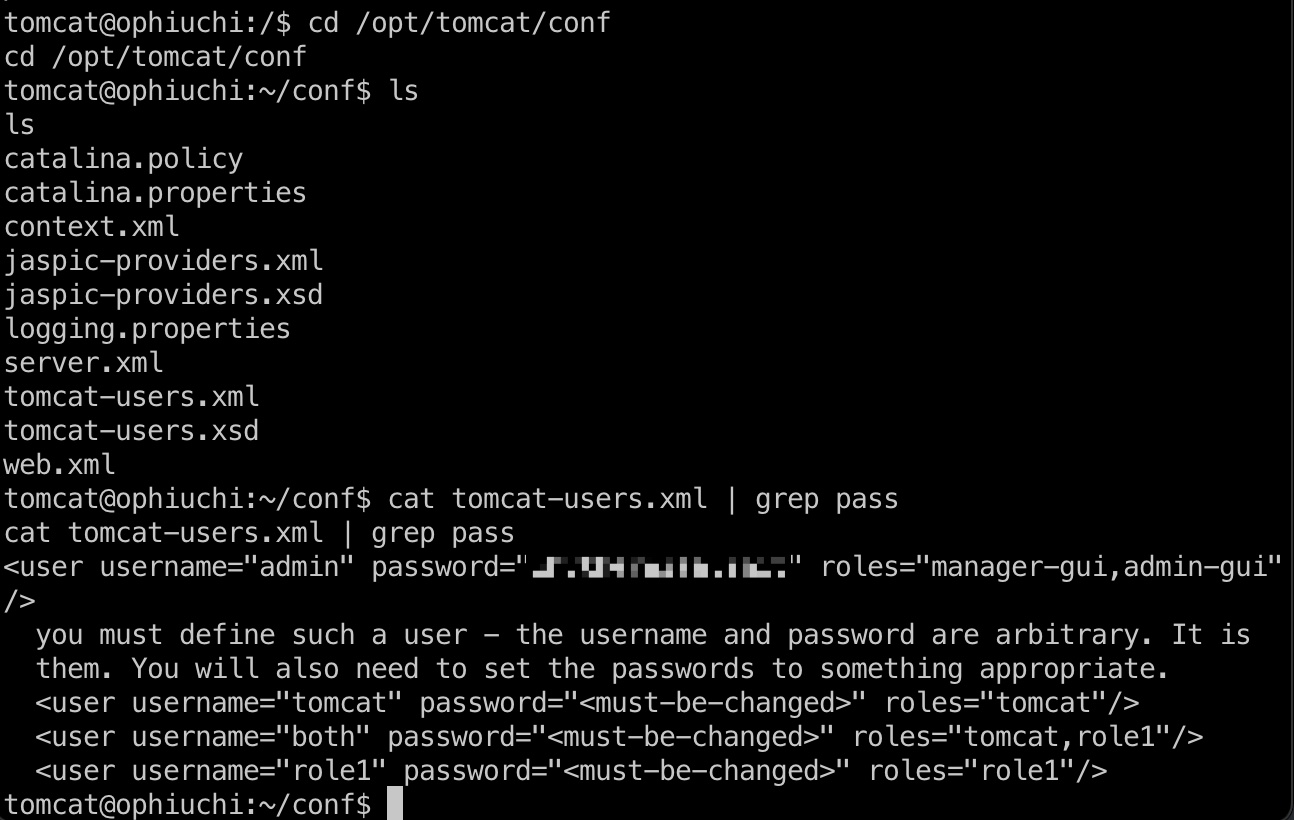 tomcat@ophiuchi:/$ cd /opt/tomcat/conf
cd /opt/tomcat/conf
tomcat@ophiuchi:~/conf$ ls
ls
catalina.policy
catalina.properties
context.xml
jaspic-providers.xml
jaspic-providers.xsd
logging.properties
server.xml
tomcat-users.xml
tomcat-users.xsd
web.xml
tomcat@ophiuchi:~/conf$ cat tomcat-users.xml | grep pass
cat tomcat-users.xml | grep pass
<user username="admin" password="" roles="manager-gui,admin-gui"
/>
  you must define such a user - the username and password are arbitrary. It is
  them. You will also need to set the passwords to something appropriate.
  <user username="tomcat" password="<must-be-changed>" roles="tomcat"/>
  <user username="both" password="<must-be-changed>" roles="tomcat,role1"/>
  <user username="role1" password="<must-be-changed>" roles="role1"/>
tomcat@ophiuchi:~/conf$